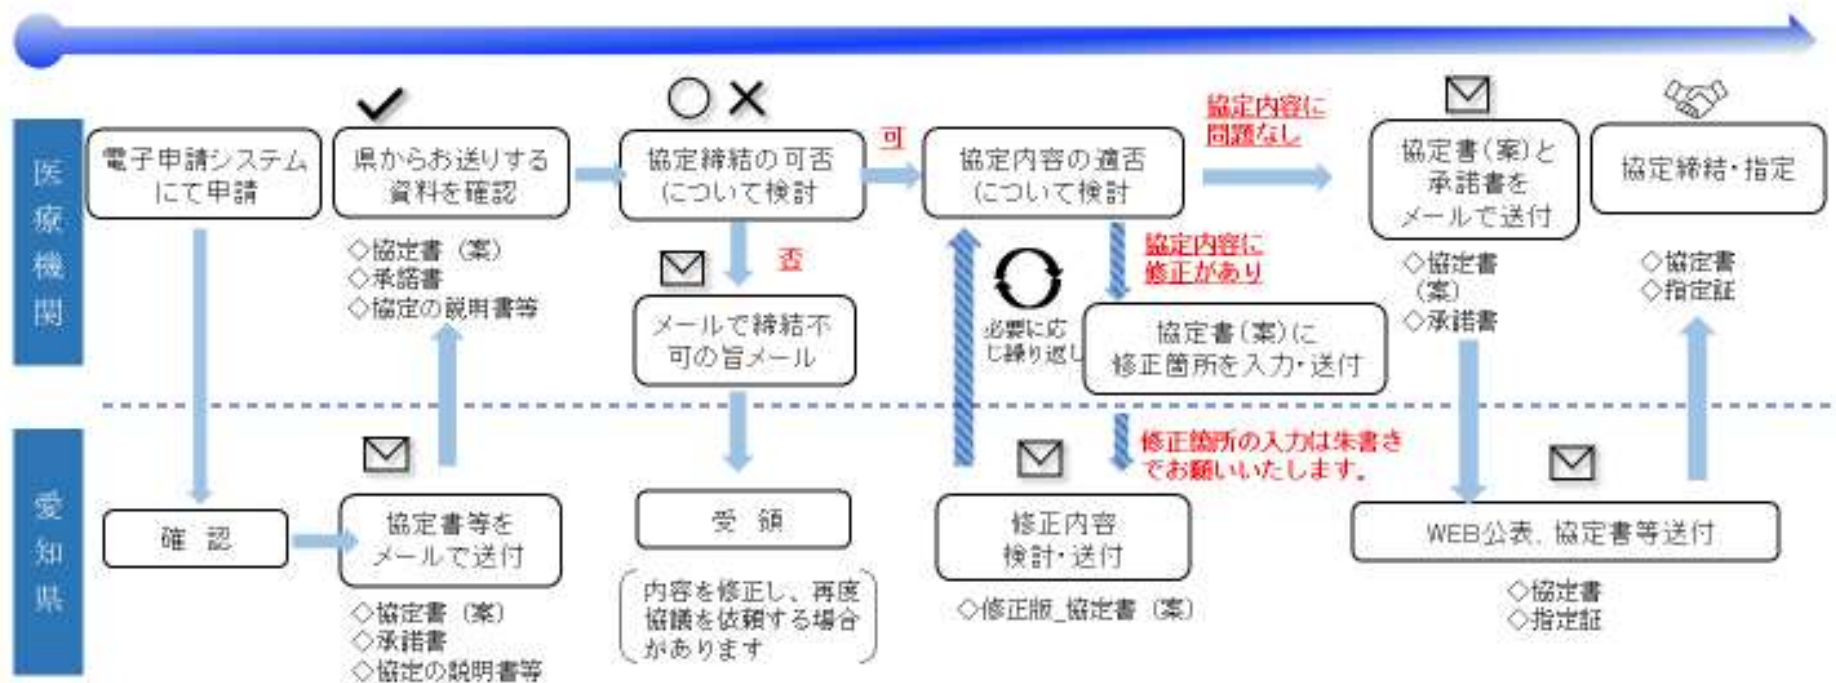 医療機関
電子申請システム
にて申請
県からお送りする
資料を確認
◇協定書（案）
◇承諾書
◇協定の説明書等
協定締結の可否
について検討
可
否
メールで締結不
可の旨メール
協定内容の適否
について検討
協定内容に
問題なし
協定内容に
修正があり
必要に応
じ繰り返し
協定書（案）に
修正箇所を入力・送付
協定書（案）と
承諾書を
メールで送付
◇協定書
（案）
◇承諾書
協定締結・指定
◇協定書
◇指定証
愛知県
確 認
協定書等を
メールで送付
◇協定書（案）
◇承諾書
◇協定の説明書等
受 領
内容を修正し、再度
協議を依頼する場合
があります
修正内容
検討・送付
◇修正版_協定書（案）
修正箇所の入力は朱書き
でお願いいたします。
WEB公表、協定書等送付
◇協定書
◇指定証